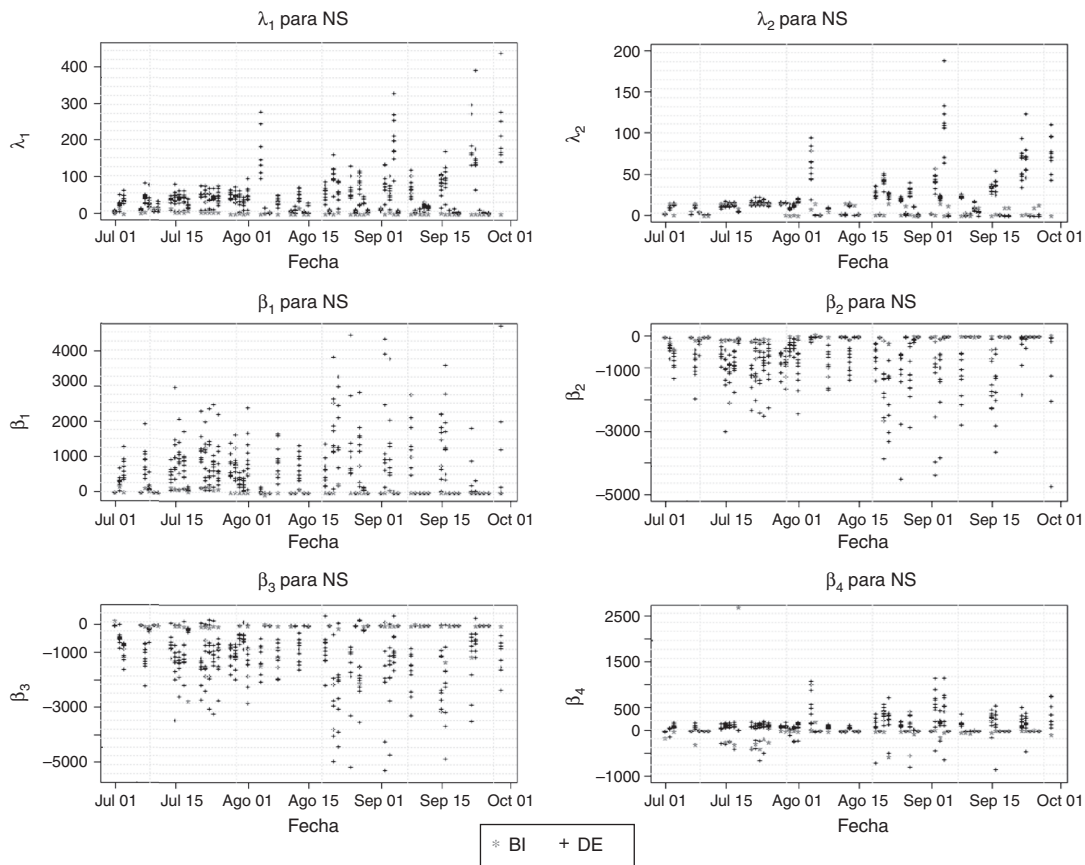 λ1 para NS
λ1
400
300
200
100
0
Jul 01 Jul 15 Ago 01 Ago 15 Sep 01 Sep 15 Oct 01
Fecha
λ2 para NS
λ2
200
150
100
50
0
Jul 01 Jul 15 Ago 01 Ago 15 Sep 01 Sep 15 Oct 01
Fecha
β1 para NS
β1
4000
3000
2000
1000
0
Jul 01 Jul 15 Ago 01 Ago 15 Sep 01 Sep 15 Oct 01
Fecha
β2 para NS
β2
0
−1000
−3000
−5000
Jul 01 Jul 15 Ago 01 Ago 15 Sep 01 Sep 15 Oct 01
Fecha
β3 para NS
β3
0
−1000
−3000
−5000
Jul 01 Jul 15 Ago 01 Ago 15 Sep 01 Sep 15 Oct 01
Fecha
β4 para NS
β4
2500
1500
500
0
−1000
Jul 01 Jul 15 Ago 01 Ago 15 Sep 01 Sep 15 Oct 01
Fecha
* BI + DE